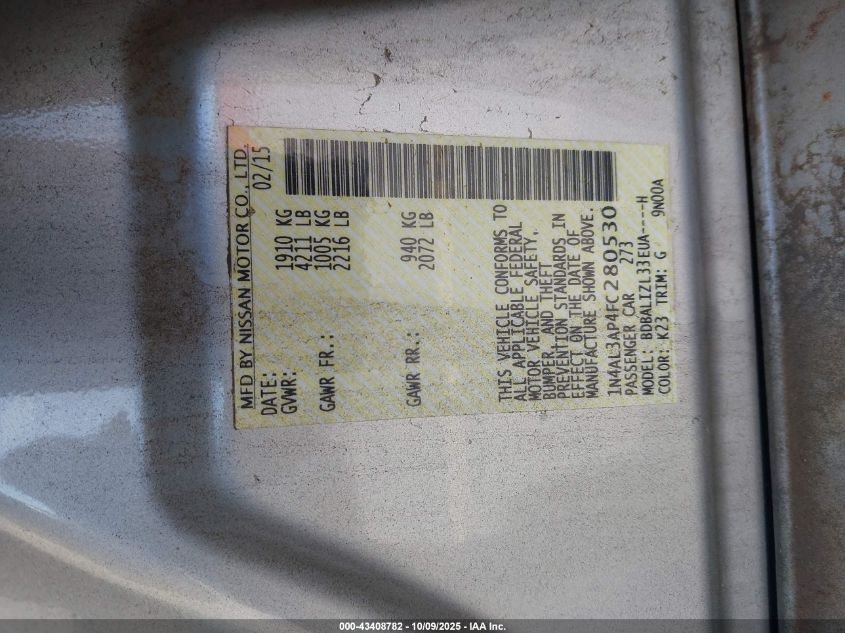 MFD BY NISSAN MOTOR CO., LTD.
DATE: 02/15
GVWR: 1910 KG
4211 LB
GAWR FR.: 1005 KG
2216 LB
GAWR RR.: 940 KG
2072 LB
THIS VEHICLE CONFORMS TO
ALL APPLICABLE FEDERAL
MOTOR VEHICLE SAFETY,
BUMPER, AND THEFT
PREVENTION STANDARDS IN
EFFECT ON THE DATE OF
MANUFACTURE SHOWN ABOVE.
1N4AL3AP4FC280530
PASSENGER CAR 273
MODEL: BDBALIZL33EUA----H
COLOR: K23 TRIM: G 9N00A
000-43408782 - 10/09/2025 - IAA Inc.